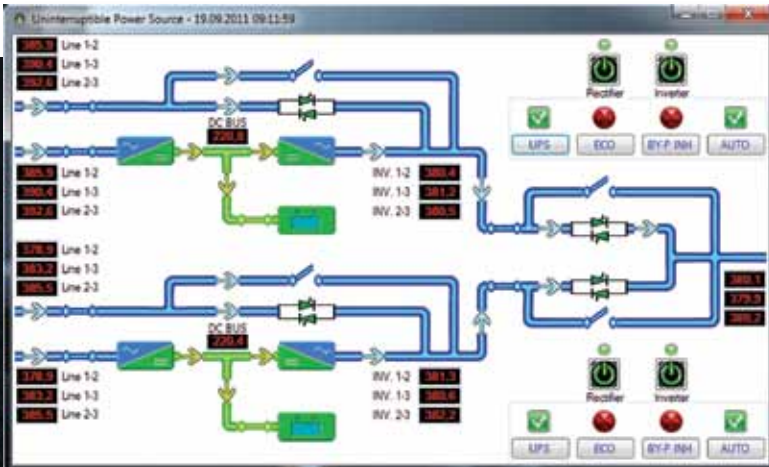 Uninterruptible Power Source - 19.09.2011 09:11:59
385.9 Line 1-2
390.4 Line 1-3
392.6 Line 2-3
Rectifier Inverter
DC BUS
220.8
UPS ECO BY-P INH AUTO
385.9 Line 1-2
390.4 Line 1-3
392.6 Line 2-3
INV. 1-2 380.4
INV. 1-3 381.2
INV. 2-3 380.5
378.9 Line 1-2
383.2 Line 1-3
385.5 Line 2-3
380.1
379.9
380.2
DC BUS
220.4
378.9 Line 1-2
383.2 Line 1-3
385.5 Line 2-3
INV. 1-2 381.3
INV. 1-3 380.6
INV. 2-3 382.2
Rectifier Inverter
UPS ECO BY-P INH AUTO